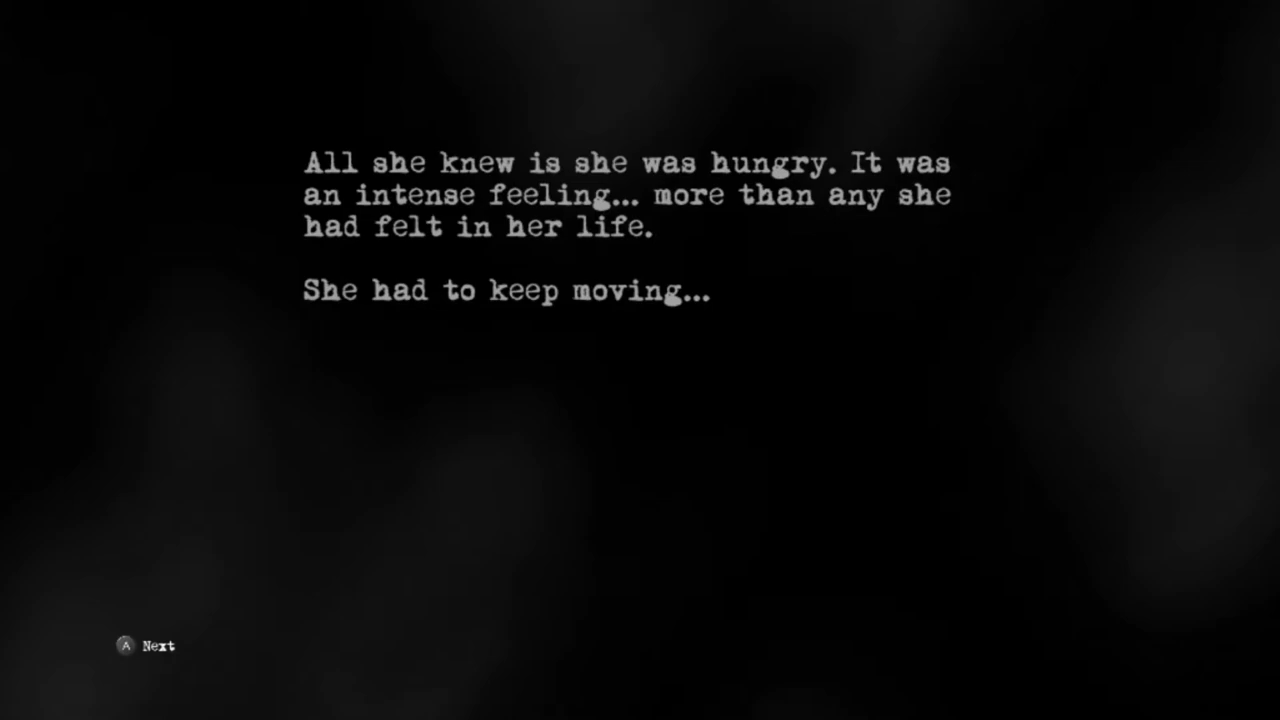 All she knew is she was hungry. It was
an intense feeling... more than any she
had felt in her life.
She had to keep moving...
A Next